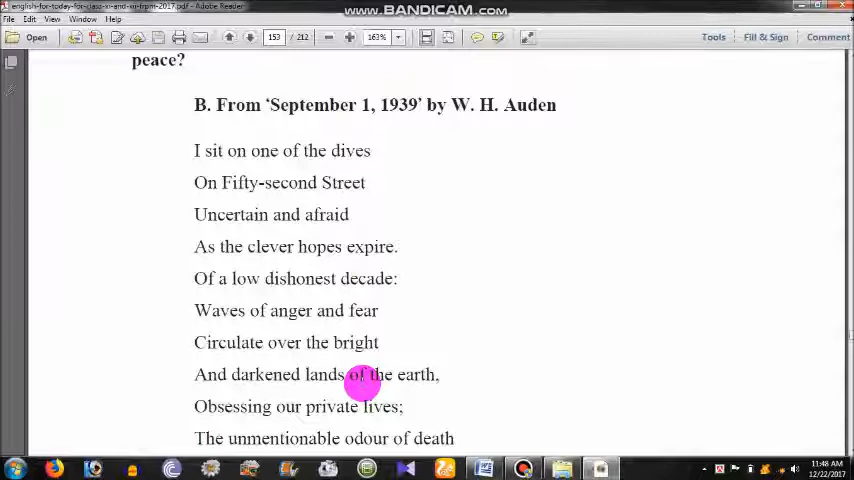 english-for-today-for-class-xi-and-xii-frpm-2017.pdf - Adobe Reader
www.BANDICAM.com
File Edit View Window Help
Open 153 / 212 163% Tools Fill & Sign Comment
peace?
B. From ‘September 1, 1939’ by W. H. Auden
I sit on one of the dives
On Fifty-second Street
Uncertain and afraid
As the clever hopes expire.
Of a low dishonest decade:
Waves of anger and fear
Circulate over the bright
And darkened lands of the earth,
Obsessing our private lives;
The unmentionable odour of death
11:48 AM
12/22/2017